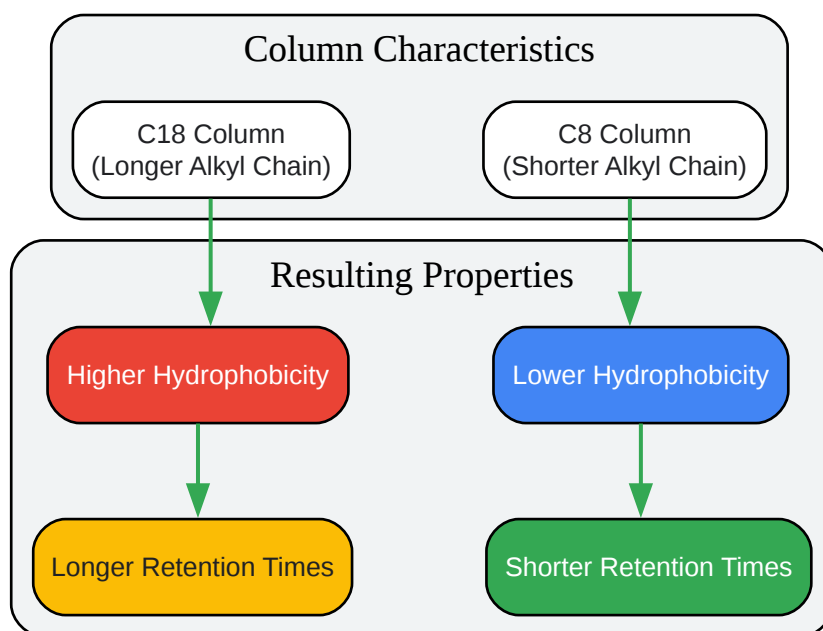 Column Characteristics
C18 Column
(Longer Alkyl Chain)
C8 Column
(Shorter Alkyl Chain)
Resulting Properties
Higher Hydrophobicity
Lower Hydrophobicity
Longer Retention Times
Shorter Retention Times